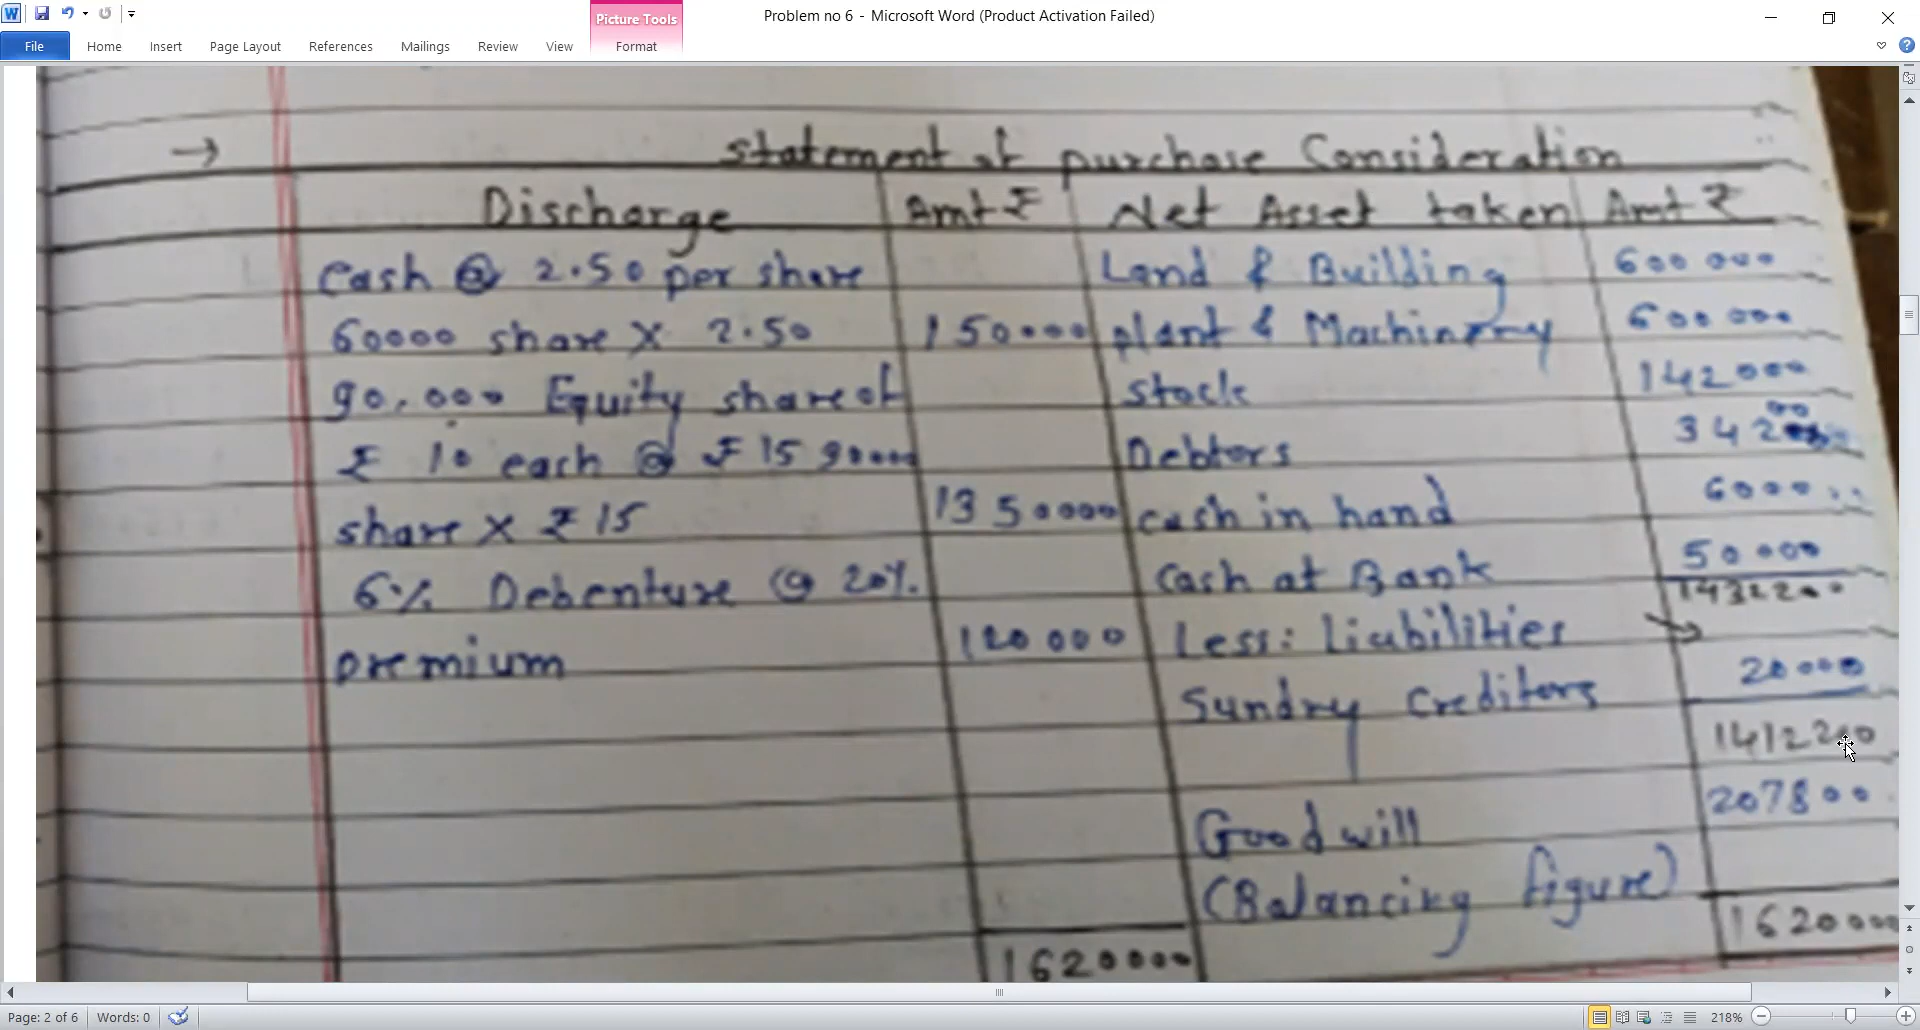 Problem no 6 - Microsoft Word (Product Activation Failed)
Picture Tools
File Home Insert Page Layout References Mailings Review View Format
→ Statement of purchase Consideration
Discharge Amt ₹ Net Asset taken Amt ₹
Cash @ 2.50 per share Land & Building 600000
60000 share X 2.50 150000 plant & Machinery 600000
90,000 Equity share of Stock 142000
₹ 10 each @ ₹ 15 90000 Debtors 34200
share X ₹ 15 1350000 Cash in hand 6000
6% Debenture @ 20% Cash at Bank 50000
1432200
premium 120000 Less: Liabilities
Sundry Creditors 20000
1412200
Goodwill 207800
(Balancing figure)
1620000 1620000
Page: 2 of 6 Words: 0 218%